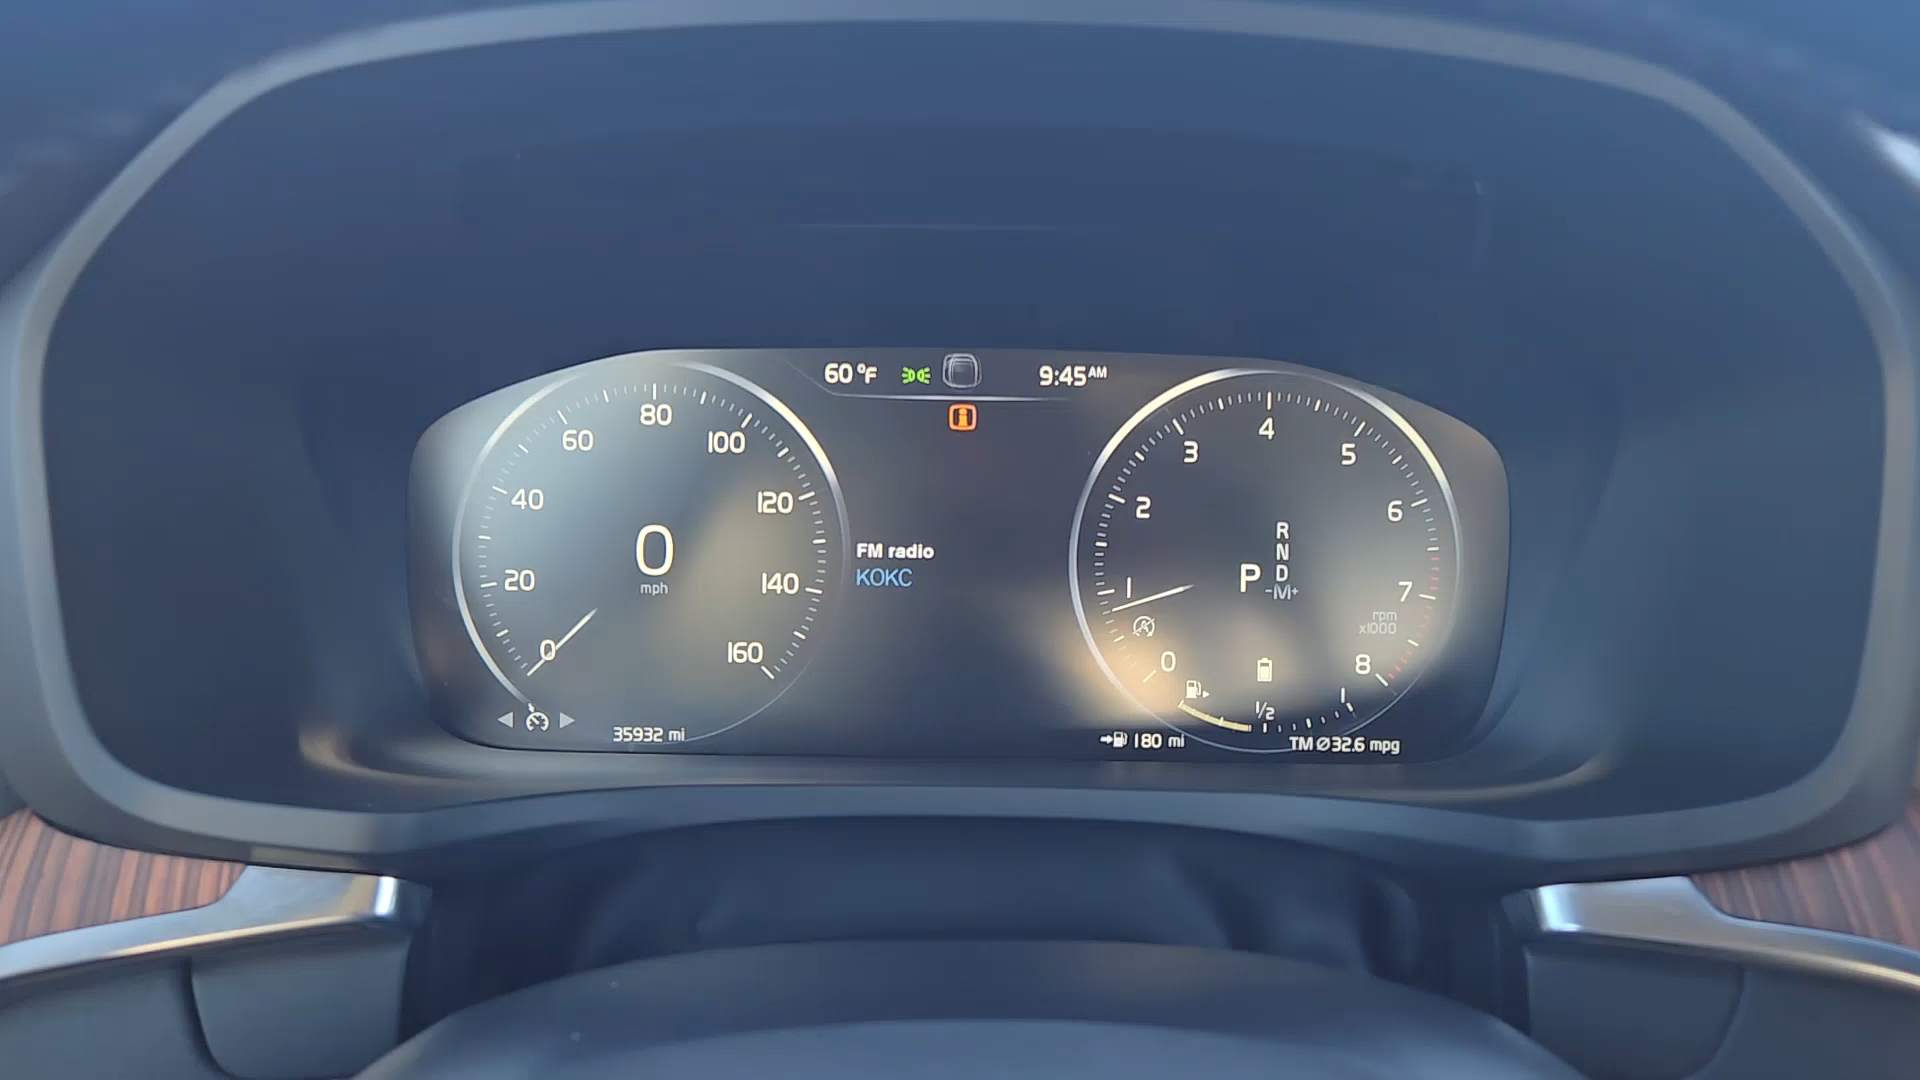 60 °F
9:45 AM
80
60
100
40
120
20
140
0
160
0
mph
35932 mi
FM radio
KOKC
4
3
5
2
6
1
7
0
8
R
N
D
P
-M+
rpm
x1000
A
1/2
1
180 mi
TM Ø 32.6 mpg